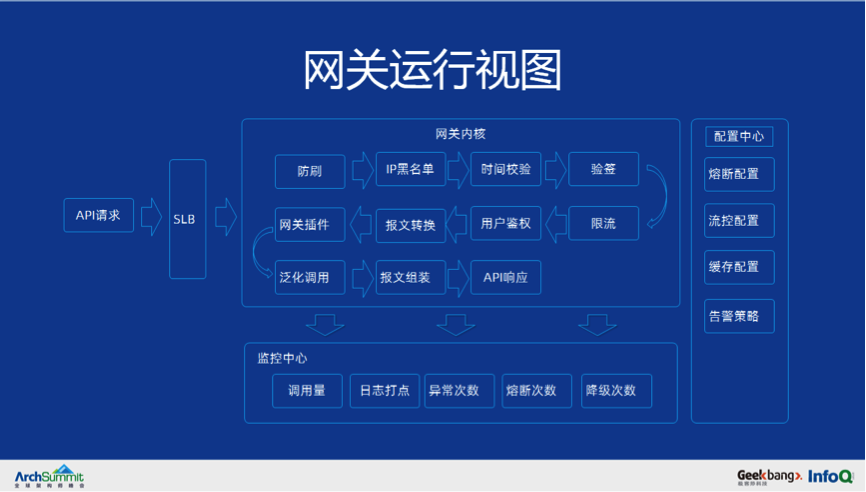 网关运行视图
网关内核
配置中心
防刷
IP黑名单
时间校验
验签
熔断配置
API请求
SLB
网关插件
报文转换
用户鉴权
限流
流控配置
泛化调用
报文组装
API响应
缓存配置
告警策略
监控中心
调用量
日志打点
异常次数
熔断次数
降级次数
ArchSummit
全球架构师峰会
Geekbang>.
InfoQ